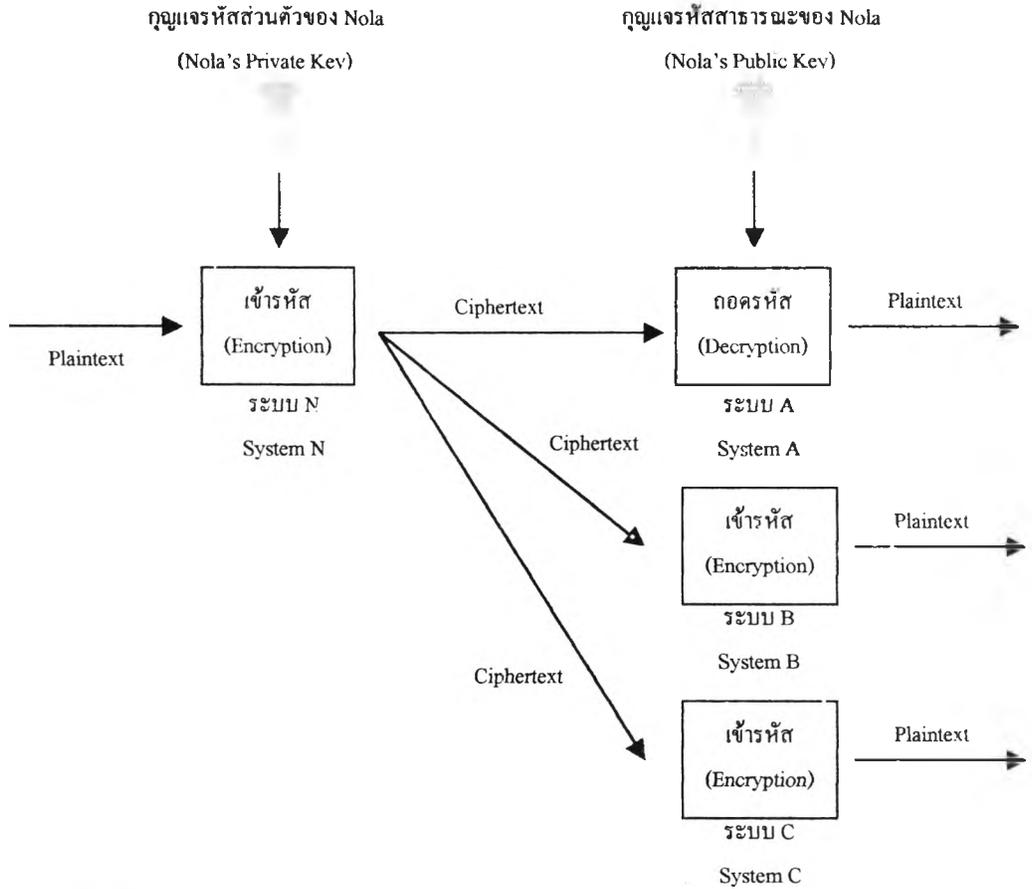 กุญแจรหัสส่วนตัวของ Nola
(Nola's Private Key)
กุญแจรหัสสาธารณะของ Nola
(Nola's Public Key)
Plaintext
เข้ารหัส
(Encryption)
ระบบ N
System N
Ciphertext
Ciphertext
Ciphertext
ถอดรหัส
(Decryption)
ระบบ A
System A
Plaintext
เข้ารหัส
(Encryption)
ระบบ B
System B
Plaintext
เข้ารหัส
(Encryption)
ระบบ C
System C
Plaintext